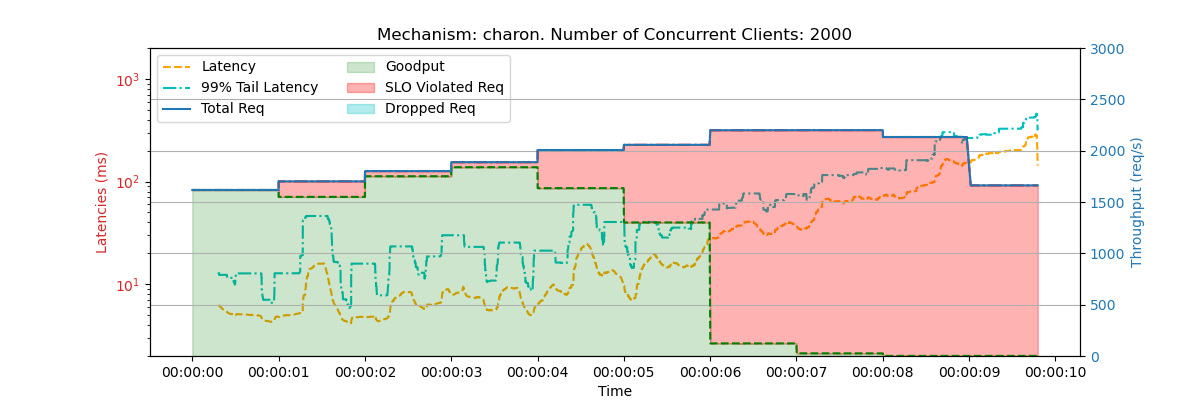 Mechanism: charon. Number of Concurrent Clients: 2000
Latency
99% Tail Latency
Total Req
Goodput
SLO Violated Req
Dropped Req
Latencies (ms)
10³
10²
10¹
Throughput (req/s)
3000
2500
2000
1500
1000
500
0
00:00:00 00:00:01 00:00:02 00:00:03 00:00:04 00:00:05 00:00:06 00:00:07 00:00:08 00:00:09 00:00:10
Time